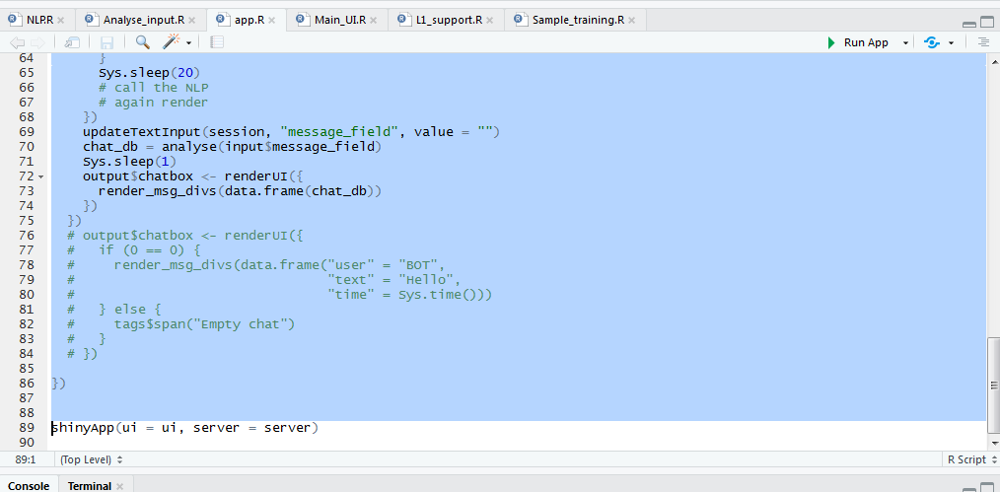 NLP.R × Analyse_input.R × app.R × Main_UI.R × L1_support.R × Sample_training.R ×
Run App
64       }
65       Sys.sleep(20)
66       # call the NLP
67       # again render
68     })
69     updateTextInput(session, "message_field", value = "")
70     chat_db = analyse(input$message_field)
71     Sys.sleep(1)
72     output$chatbox <- renderUI({
73       render_msg_divs(data.frame(chat_db))
74     })
75   })
76   # output$chatbox <- renderUI({
77   #   if (0 == 0) {
78   #     render_msg_divs(data.frame("user" = "BOT",
79   #                                "text" = "Hello",
80   #                                "time" = Sys.time()))
81   #   } else {
82   #     tags$span("Empty chat")
83   #   }
84   # })
85
86 })
87
88
89 shinyApp(ui = ui, server = server)
90
89:1 (Top Level) R Script
Console Terminal ×